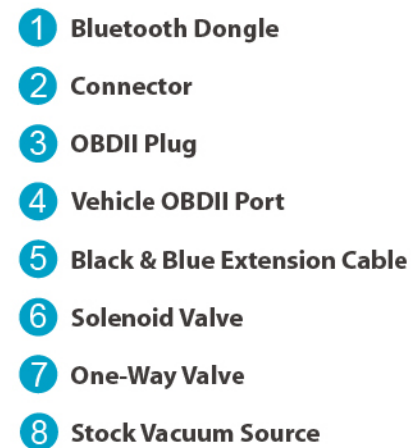 1 Bluetooth Dongle
2 Connector
3 OBDII Plug
4 Vehicle OBDII Port
5 Black & Blue Extension Cable
6 Solenoid Valve
7 One-Way Valve
8 Stock Vacuum Source